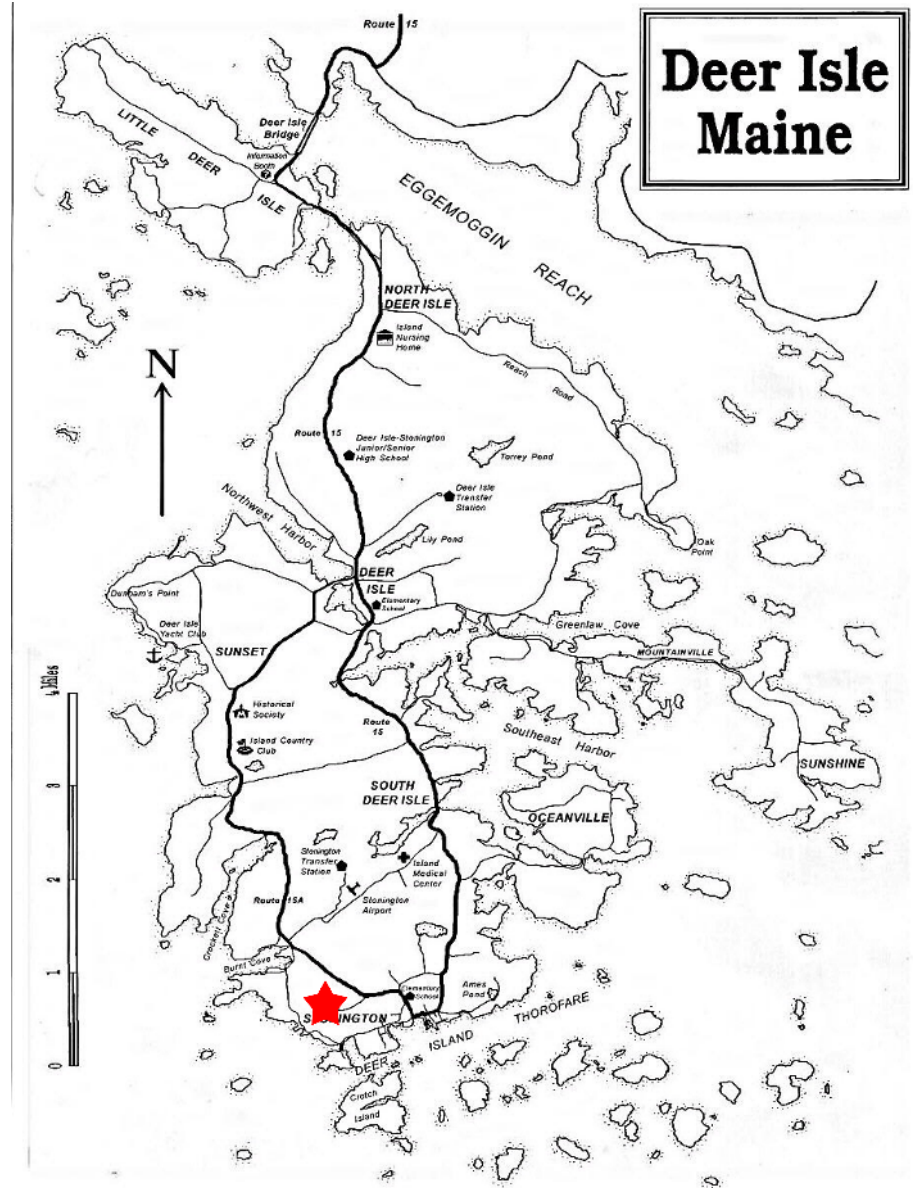 Deer Isle
Maine
Route 15
Deer Isle
Bridge
LITTLE
DEER
ISLE
Information
Booth
EGGEMOGGIN
REACH
NORTH
DEER ISLE
Island
Nursing
Home
Reach
Road
N
Route 15
Deer Isle-Stonington
Junior/Senior
High School
Torrey Pond
Deer Isle
Transfer
Station
Northwest Harbor
Lily Pond
Oak
Point
DEER
ISLE
Elementary
School
Dunham's Point
Deer Isle
Yacht Club
SUNSET
Greenlaw Cove
MOUNTAINVILLE
4 Miles
Historical
Society
Island Country
Club
Route
15
Southeast Harbor
SUNSHINE
SOUTH
DEER ISLE
3
OCEANVILLE
Stonington
Transfer
Station
Island
Medical
Center
2
Crockett Cove
Route 15A
Stonington
Airport
Burnt Cove
1
Elementary
School
Ames
Pond
DEER ISLAND THOROFARE
0
Crotch
Island